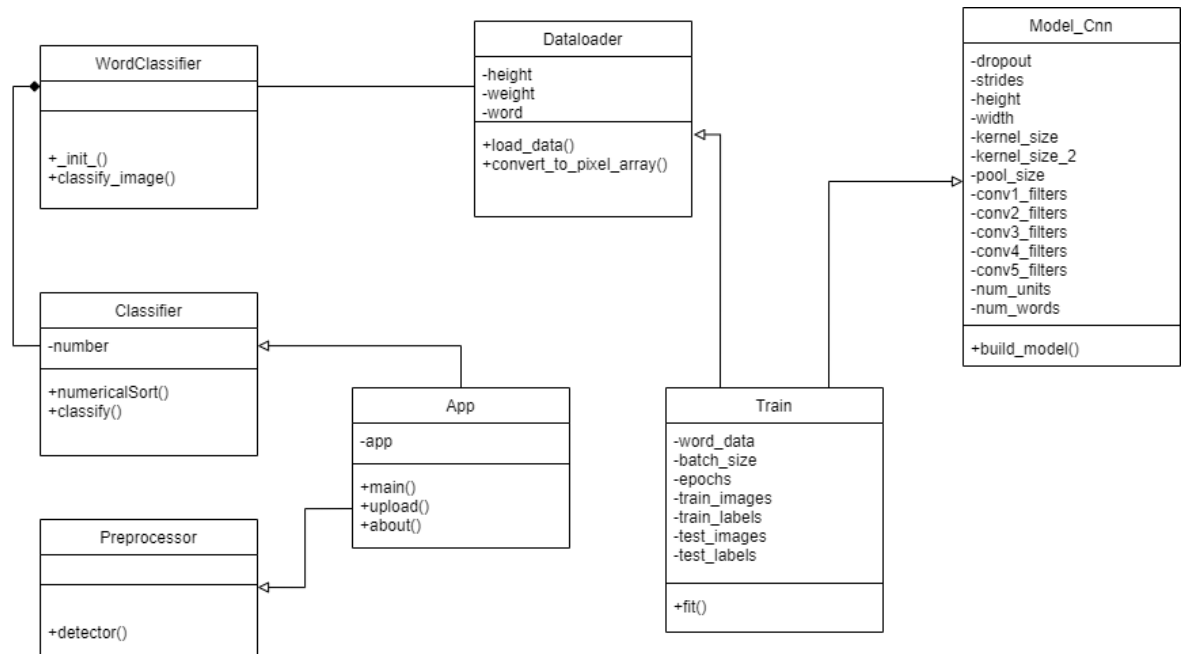 WordClassifier
+_init_()
+classify_image()
Dataloader
-height
-weight
-word
+load_data()
+convert_to_pixel_array()
Model_Cnn
-dropout
-strides
-height
-width
-kernel_size
-kernel_size_2
-pool_size
-conv1_filters
-conv2_filters
-conv3_filters
-conv4_filters
-conv5_filters
-num_units
-num_words
+build_model()
Classifier
-number
+numericalSort()
+classify()
App
-app
+main()
+upload()
+about()
Train
-word_data
-batch_size
-epochs
-train_images
-train_labels
-test_images
-test_labels
+fit()
Preprocessor
+detector()